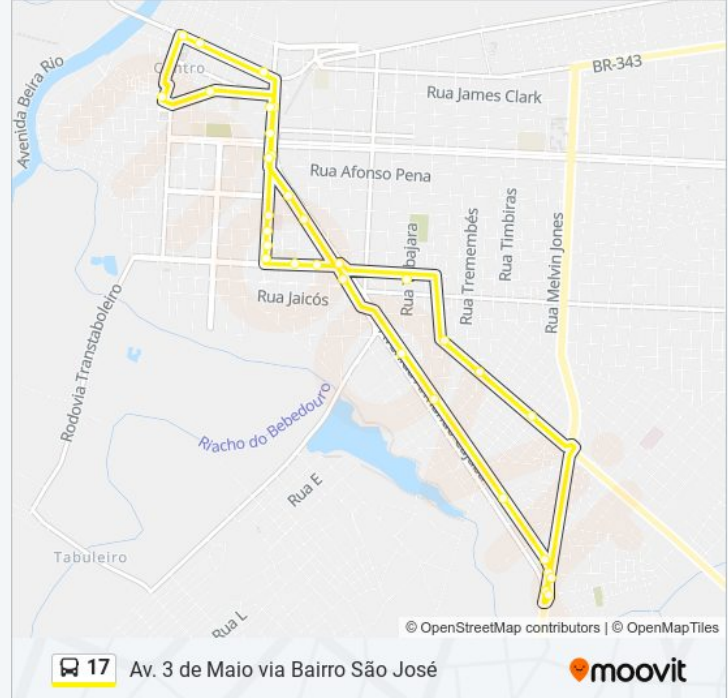 Avenida Beira Rio
Centro
BR-343
Rua James Clark
Rua Afonso Pena
Rua Tremembés
Rua Timbiras
Rua Melvin Jones
Rua Jaicós
Rodovia Transtaboleiro
Riacho do Bebedouro
Rua E
Tabuleiro
Rua L
© OpenStreetMap contributors | © OpenMapTiles
17 Av. 3 de Maio via Bairro São José
moovit